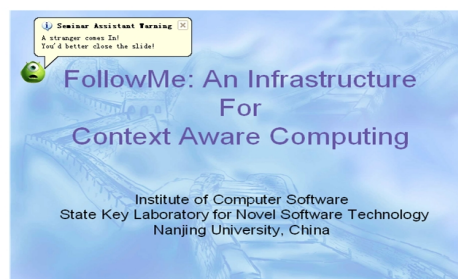 Seminar Assistant Warning
A stranger comes In!
You'd better close the slide!
FollowMe: An Infrastructure
For
Context Aware Computing
Institute of Computer Software
State Key Laboratory for Novel Software Technology
Nanjing University, China